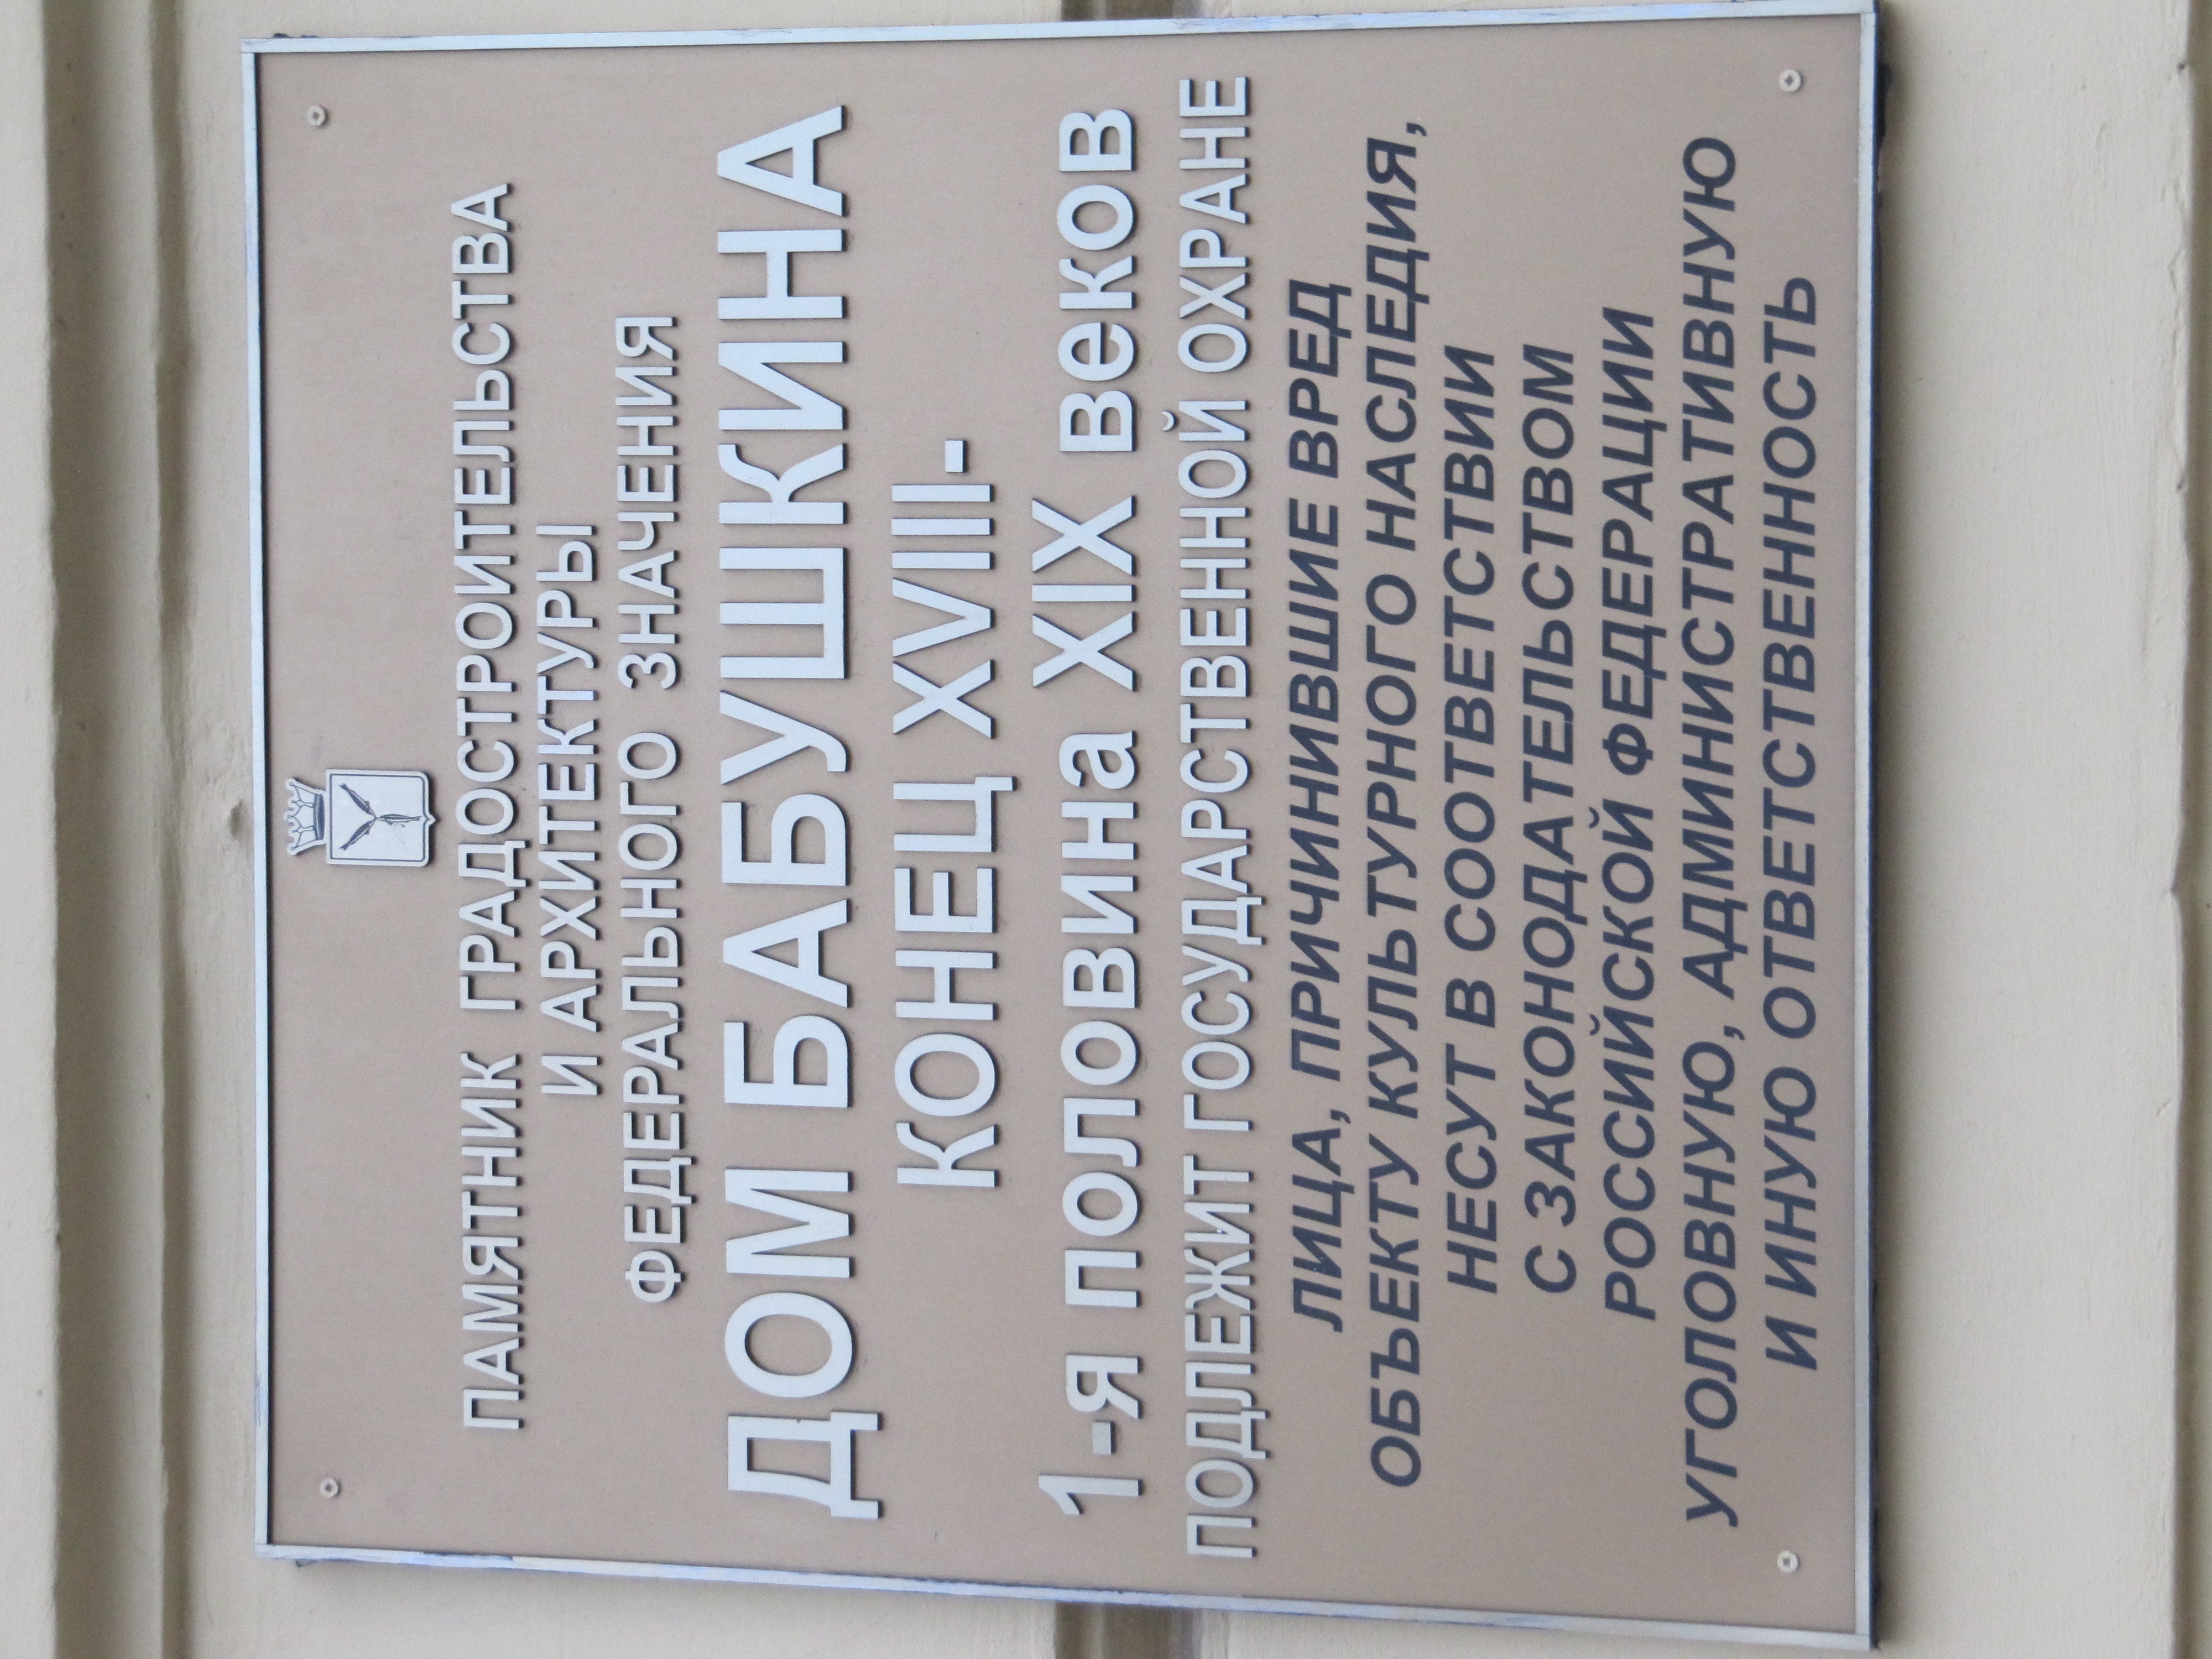 ПАМЯТНИК ГРАДОСТРОИТЕЛЬСТВА
И АРХИТЕКТУРЫ
ФЕДЕРАЛЬНОГО ЗНАЧЕНИЯ
ДОМ БАБУШКИНА
КОНЕЦ XVIII-
1-я половина XIX веков
ПОДЛЕЖИТ ГОСУДАРСТВЕННОЙ ОХРАНЕ
ЛИЦА, ПРИЧИНИВШИЕ ВРЕД
ОБЪЕКТУ КУЛЬТУРНОГО НАСЛЕДИЯ,
НЕСУТ В СООТВЕТСТВИИ
С ЗАКОНОДАТЕЛЬСТВОМ
РОССИЙСКОЙ ФЕДЕРАЦИИ
УГОЛОВНУЮ, АДМИНИСТРАТИВНУЮ
И ИНУЮ ОТВЕТСТВЕННОСТЬ